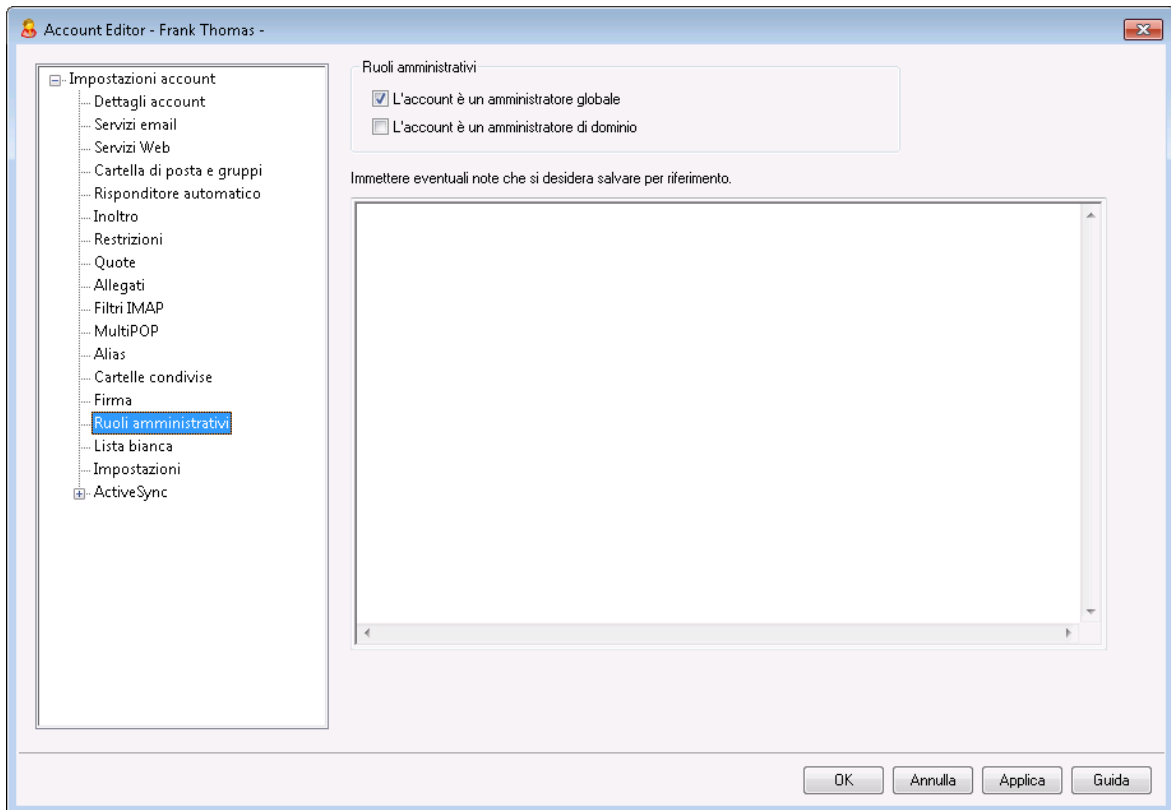 Account Editor - Frank Thomas -
Impostazioni account
Dettagli account
Servizi email
Servizi Web
Cartella di posta e gruppi
Risponditore automatico
Inoltro
Restrizioni
Quote
Allegati
Filtri IMAP
MultiPOP
Alias
Cartelle condivise
Firma
Ruoli amministrativi
Lista bianca
Impostazioni
ActiveSync
Ruoli amministrativi
L'account è un amministratore globale
L'account è un amministratore di dominio
Immettere eventuali note che si desidera salvare per riferimento.
OK
Annulla
Applica
Guida